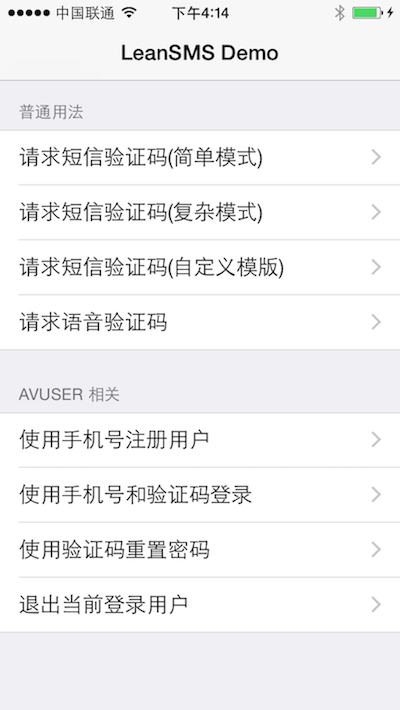 中国联通 下午4:14
LeanSMS Demo
普通用法
请求短信验证码(简单模式)
请求短信验证码(复杂模式)
请求短信验证码(自定义模版)
请求语音验证码
AVUSER 相关
使用手机号注册用户
使用手机号和验证码登录
使用验证码重置密码
退出当前登录用户